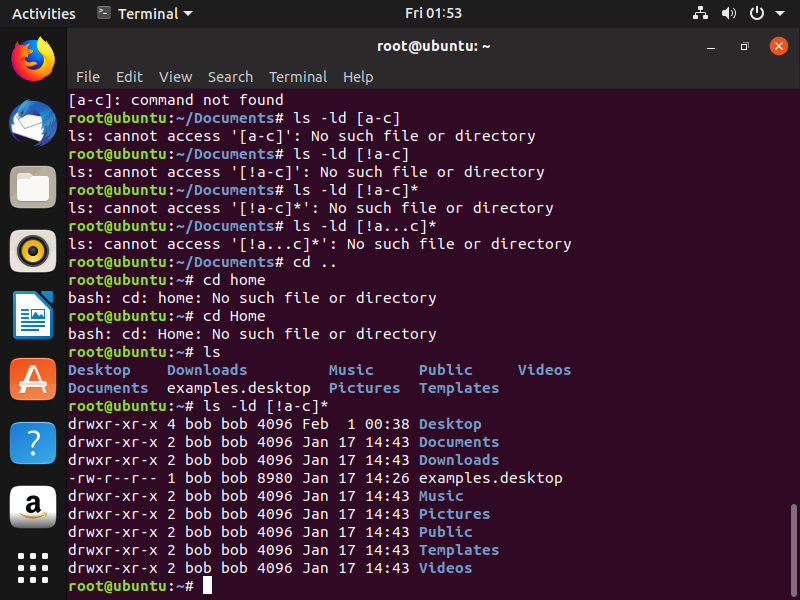 Activities Terminal Fri 01:53
root@ubuntu: ~
File Edit View Search Terminal Help
[a-c]: command not found
root@ubuntu:~/Documents# ls -ld [a-c]
ls: cannot access '[a-c]': No such file or directory
root@ubuntu:~/Documents# ls -ld [!a-c]
ls: cannot access '[!a-c]': No such file or directory
root@ubuntu:~/Documents# ls -ld [!a-c]*
ls: cannot access '[!a-c]*': No such file or directory
root@ubuntu:~/Documents# ls -ld [!a...c]*
ls: cannot access '[!a...c]*': No such file or directory
root@ubuntu:~/Documents# cd ..
root@ubuntu:~# cd home
bash: cd: home: No such file or directory
root@ubuntu:~# cd Home
bash: cd: Home: No such file or directory
root@ubuntu:~# ls
Desktop    Downloads         Music     Public     Videos
Documents  examples.desktop  Pictures  Templates
root@ubuntu:~# ls -ld [!a-c]*
drwxr-xr-x 4 bob bob 4096 Feb  1 00:38 Desktop
drwxr-xr-x 2 bob bob 4096 Jan 17 14:43 Documents
drwxr-xr-x 2 bob bob 4096 Jan 17 14:43 Downloads
-rw-r--r-- 1 bob bob 8980 Jan 17 14:26 examples.desktop
drwxr-xr-x 2 bob bob 4096 Jan 17 14:43 Music
drwxr-xr-x 2 bob bob 4096 Jan 17 14:43 Pictures
drwxr-xr-x 2 bob bob 4096 Jan 17 14:43 Public
drwxr-xr-x 2 bob bob 4096 Jan 17 14:43 Templates
drwxr-xr-x 2 bob bob 4096 Jan 17 14:43 Videos
root@ubuntu:~#